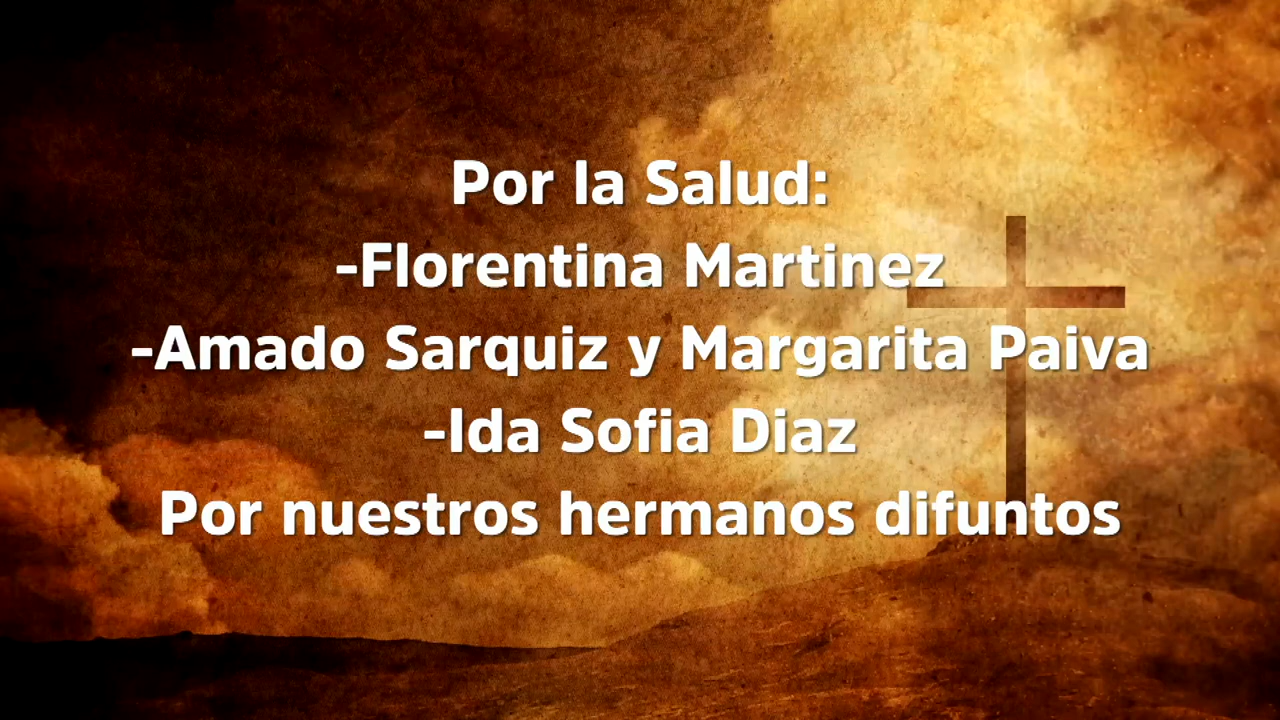 Por la Salud:
-Florentina Martinez
-Amado Sarquiz y Margarita Paiva
-Ida Sofia Diaz
Por nuestros hermanos difuntos